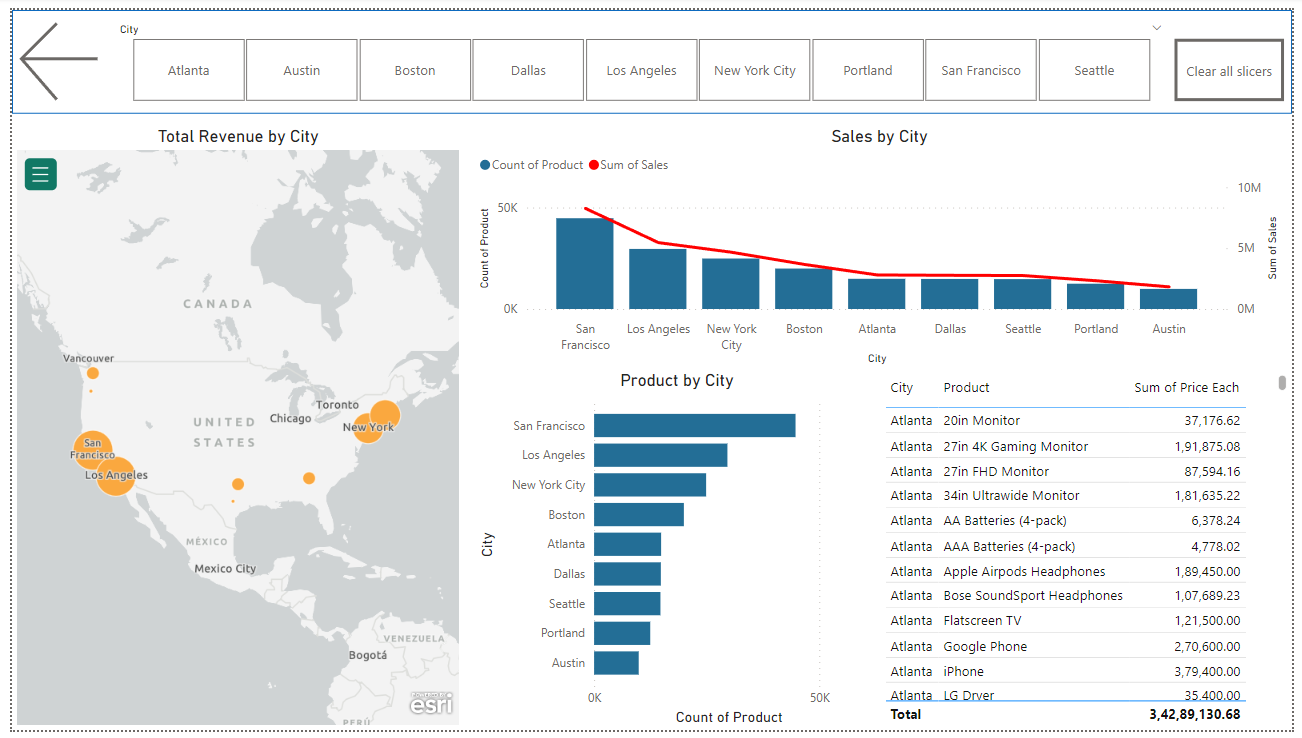 City
Atlanta
Austin
Boston
Dallas
Los Angeles
New York City
Portland
San Francisco
Seattle
Clear all slicers
Total Revenue by City
CANADA
Vancouver
UNITED
STATES
Toronto
Chicago
New York
San
Francisco
Los Angeles
MÉXICO
Mexico City
VENEZUELA
Bogotá
PERÚ
POWERED BY
esri
Sales by City
Count of Product
Sum of Sales
Count of Product
50K
0K
10M
5M
0M
Sum of Sales
San
Francisco
Los Angeles
New York
City
Boston
Atlanta
Dallas
Seattle
Portland
Austin
Product by City
City
San Francisco
Los Angeles
New York City
Boston
Atlanta
Dallas
Seattle
Portland
Austin
0K
50K
Count of Product
City
City Product Sum of Price Each
Atlanta 20in Monitor 37,176.62
Atlanta 27in 4K Gaming Monitor 1,91,875.08
Atlanta 27in FHD Monitor 87,594.16
Atlanta 34in Ultrawide Monitor 1,81,635.22
Atlanta AA Batteries (4-pack) 6,378.24
Atlanta AAA Batteries (4-pack) 4,778.02
Atlanta Apple Airpods Headphones 1,89,450.00
Atlanta Bose SoundSport Headphones 1,07,689.23
Atlanta Flatscreen TV 1,21,500.00
Atlanta Google Phone 2,70,600.00
Atlanta iPhone 3,79,400.00
Atlanta LG Dryer 35,400.00
Total 3,42,89,130.68